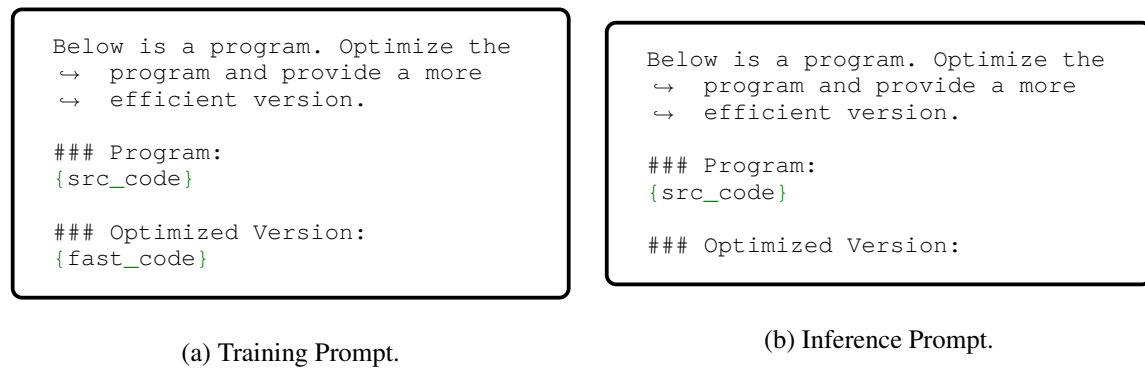 Below is a program. Optimize the
↪ program and provide a more
↪ efficient version.
### Program:
{src_code}
### Optimized Version:
{fast_code}
(a) Training Prompt.
Below is a program. Optimize the
↪ program and provide a more
↪ efficient version.
### Program:
{src_code}
### Optimized Version:
(b) Inference Prompt.